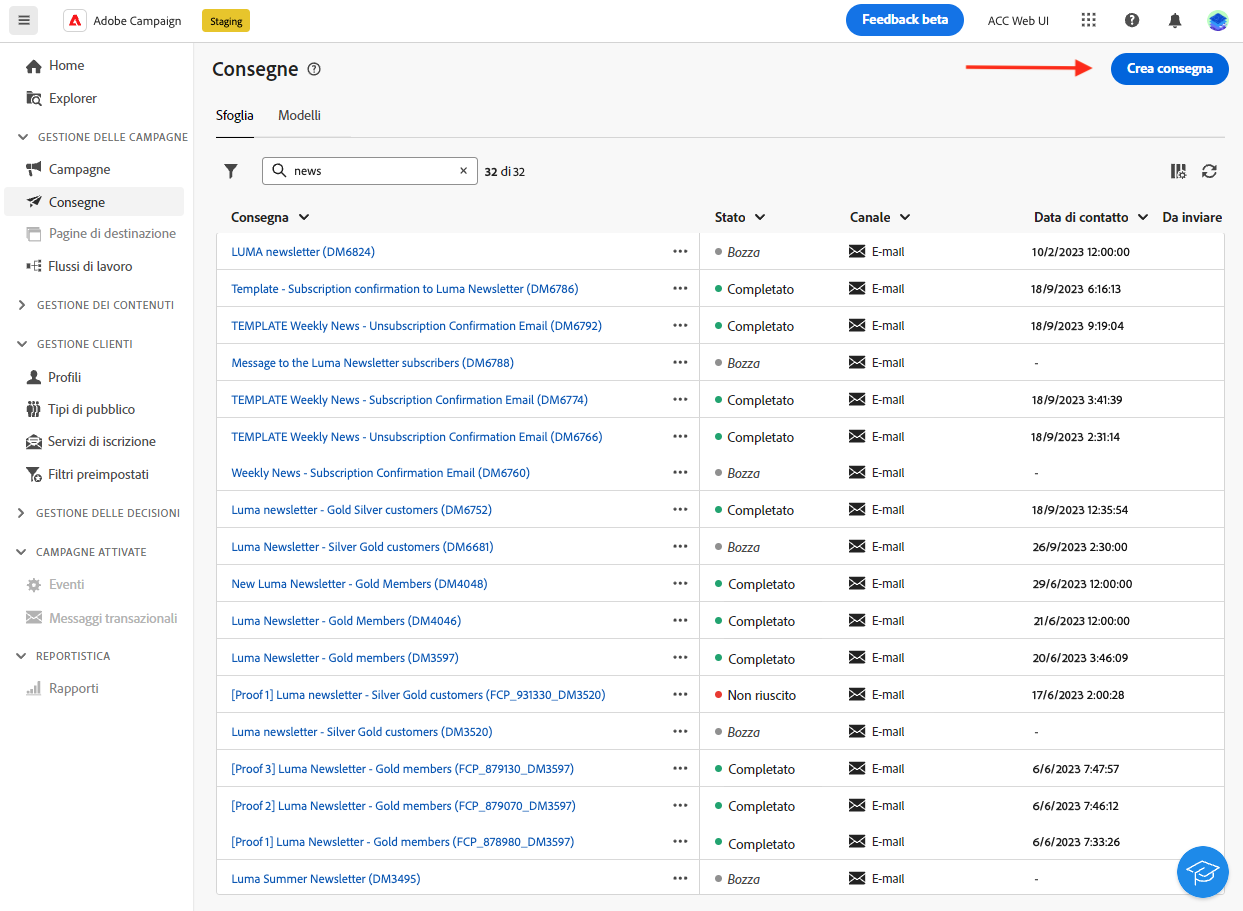 Adobe Campaign Staging Feedback beta ACC Web UI
Home
Explorer
GESTIONE DELLE CAMPAGNE
Campagne
Consegne
Pagine di destinazione
Flussi di lavoro
GESTIONE DEI CONTENUTI
GESTIONE CLIENTI
Profili
Tipi di pubblico
Servizi di iscrizione
Filtri preimpostati
GESTIONE DELLE DECISIONI
CAMPAGNE ATTIVATE
Eventi
Messaggi transazionali
REPORTISTICA
Rapporti
Consegne Crea consegna
Sfoglia Modelli
news 32 di 32
Consegna Stato Canale Data di contatto Da inviare
LUMA newsletter (DM6824) Bozza E-mail 10/2/2023 12:00:00
Template - Subscription confirmation to Luma Newsletter (DM6786) Completato E-mail 18/9/2023 6:16:13
TEMPLATE Weekly News - Unsubscription Confirmation Email (DM6792) Completato E-mail 18/9/2023 9:19:04
Message to the Luma Newsletter subscribers (DM6788) Bozza E-mail -
TEMPLATE Weekly News - Subscription Confirmation Email (DM6774) Completato E-mail 18/9/2023 3:41:39
TEMPLATE Weekly News - Unsubscription Confirmation Email (DM6766) Completato E-mail 18/9/2023 2:31:14
Weekly News - Subscription Confirmation Email (DM6760) Bozza E-mail -
Luma newsletter - Gold Silver customers (DM6752) Completato E-mail 18/9/2023 12:35:54
Luma Newsletter - Silver Gold customers (DM6681) Bozza E-mail 26/9/2023 2:30:00
New Luma Newsletter - Gold Members (DM4048) Completato E-mail 29/6/2023 12:00:00
Luma Newsletter - Gold Members (DM4046) Completato E-mail 21/6/2023 12:00:00
Luma Newsletter - Gold members (DM3597) Completato E-mail 20/6/2023 3:46:09
[Proof 1] Luma newsletter - Silver Gold customers (FCP_931330_DM3520) Non riuscito E-mail 17/6/2023 2:00:28
Luma newsletter - Silver Gold customers (DM3520) Bozza E-mail -
[Proof 3] Luma Newsletter - Gold members (FCP_879130_DM3597) Completato E-mail 6/6/2023 7:47:57
[Proof 2] Luma Newsletter - Gold members (FCP_879070_DM3597) Completato E-mail 6/6/2023 7:46:12
[Proof 1] Luma Newsletter - Gold members (FCP_878980_DM3597) Completato E-mail 6/6/2023 7:33:26
Luma Summer Newsletter (DM3495) Bozza E-mail -